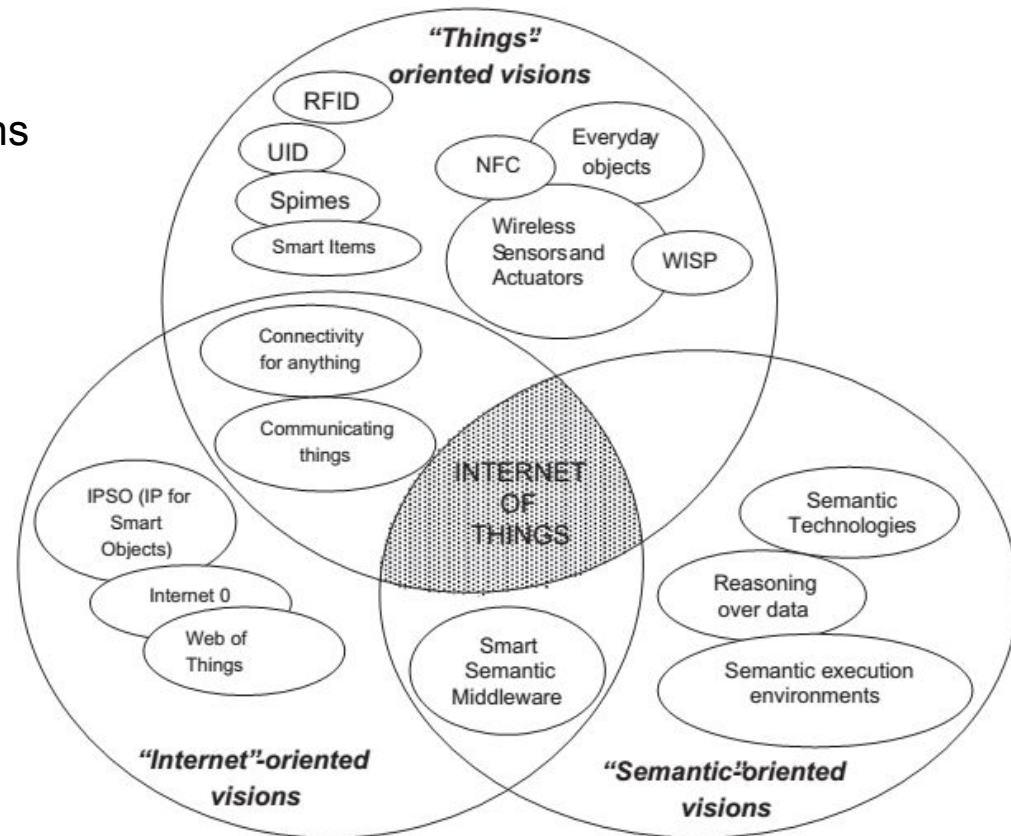 ns
“Things”-
oriented visions
RFID
UID
Spimes
Smart Items
NFC
Everyday
objects
Wireless
Sensors and
Actuators
WISP
Connectivity
for anything
Communicating
things
INTERNET
OF
THINGS
IPSO (IP for
Smart
Objects)
Internet 0
Web of
Things
Semantic
Technologies
Reasoning
over data
Semantic execution
environments
Smart
Semantic
Middleware
“Internet”-oriented
visions
“Semantic”-oriented
visions